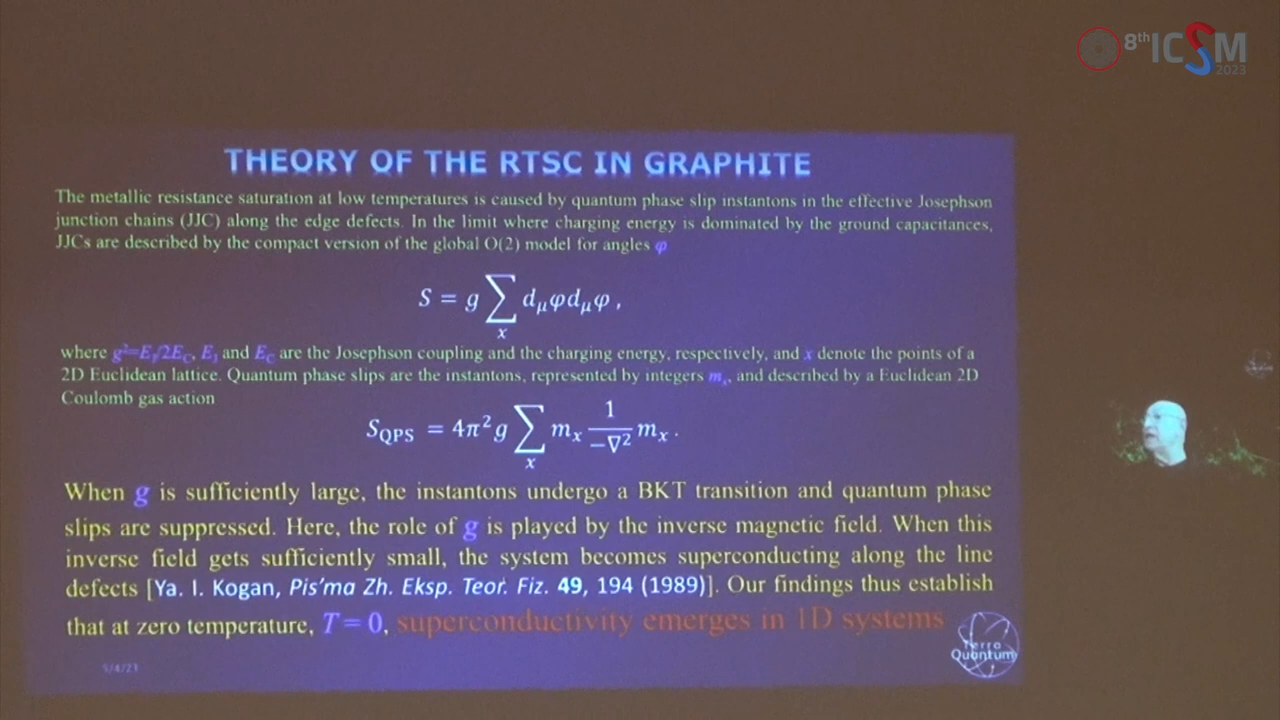 8th ICSM
2023
THEORY OF THE RTSC IN GRAPHITE
The metallic resistance saturation at low temperatures is caused by quantum phase slip instantons in the effective Josephson
junction chains (JJC) along the edge defects. In the limit where charging energy is dominated by the ground capacitances,
JJCs are described by the compact version of the global O(2) model for angles φ
S = g ∑ₓ d_μφd_μφ ,
where g²=E_J/2E_C, E_J and E_C are the Josephson coupling and the charging energy, respectively, and x denote the points of a
2D Euclidean lattice. Quantum phase slips are the instantons, represented by integers mₓ, and described by a Euclidean 2D
Coulomb gas action
S_QPS = 4π²g ∑ₓ mₓ 1/−∇² mₓ .
When g is sufficiently large, the instantons undergo a BKT transition and quantum phase
slips are suppressed. Here, the role of g is played by the inverse magnetic field. When this
inverse field gets sufficiently small, the system becomes superconducting along the line
defects [Ya. I. Kogan, Pis’ma Zh. Eksp. Teor. Fiz. 49, 194 (1989)]. Our findings thus establish
that at zero temperature, T = 0, superconductivity emerges in 1D systems
Terra
Quantum